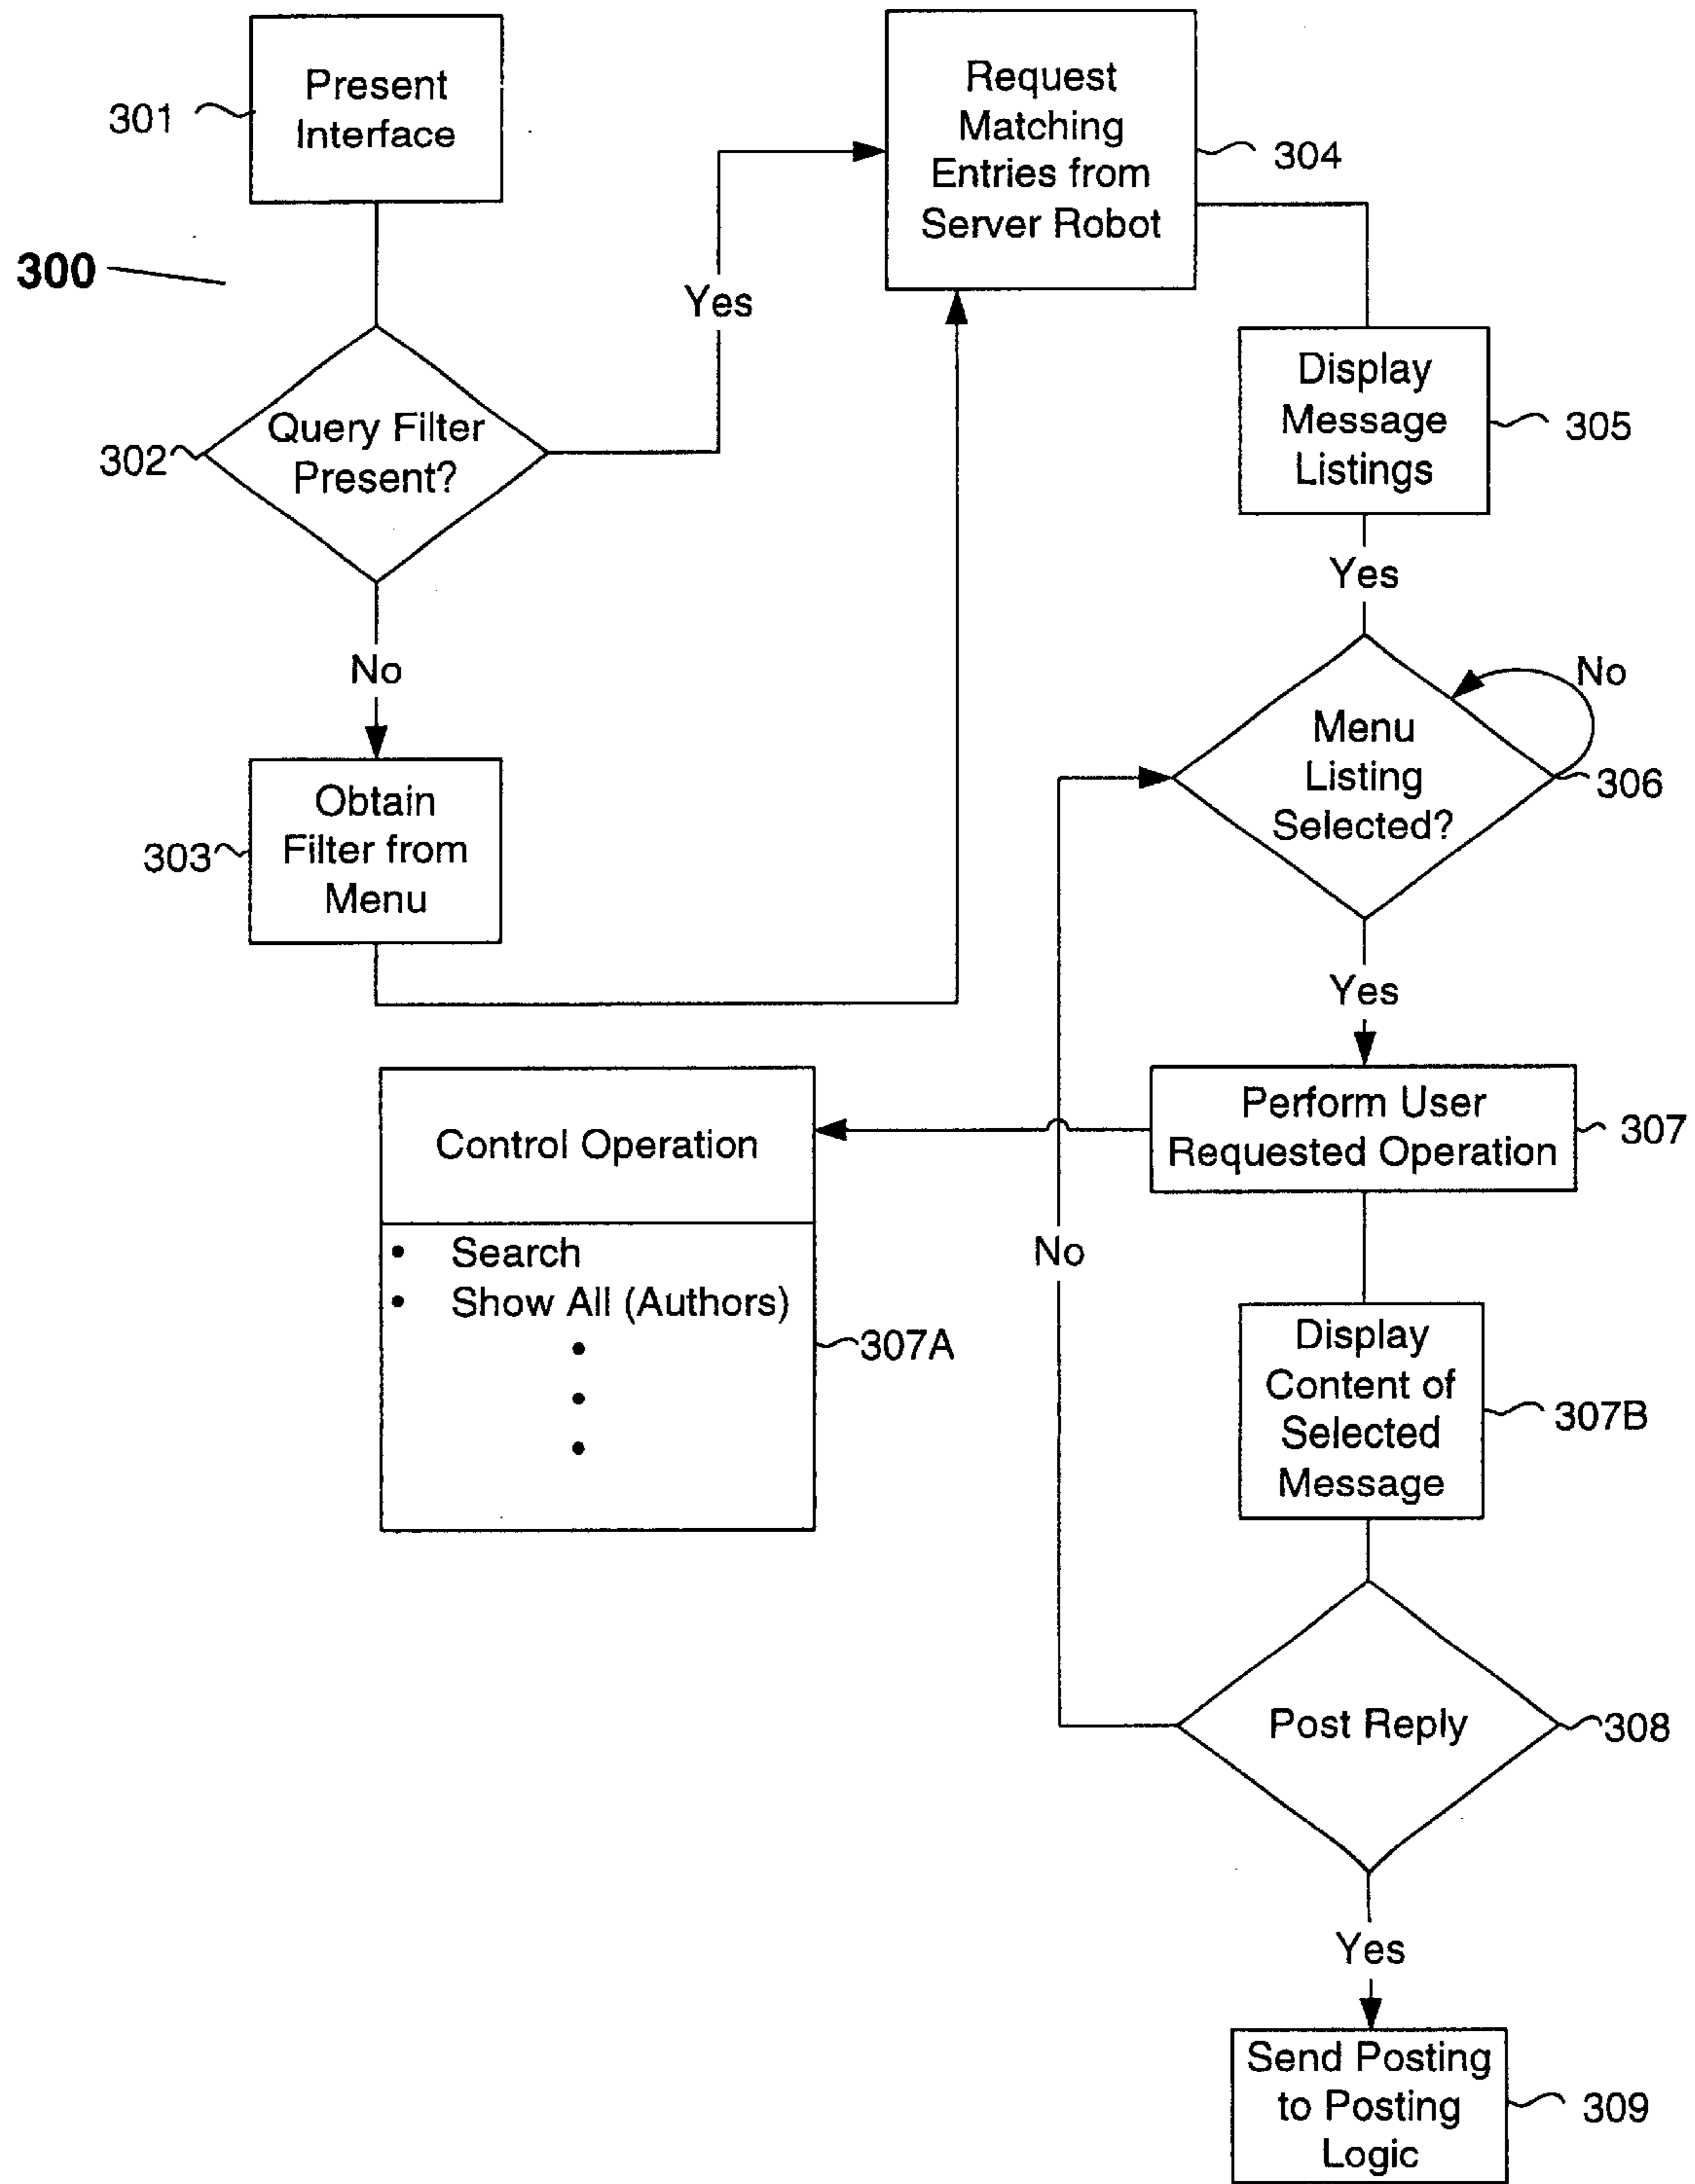 301
Present
Interface
300
302
Query Filter
Present?
Yes
No
303
Obtain
Filter from
Menu
Request
Matching
Entries from
Server Robot
304
Display
Message
Listings
305
Yes
Menu
Listing
Selected?
No
306
Yes
Perform User
Requested Operation
307
Control Operation
• Search
• Show All (Authors)
•
•
•
307A
No
Display
Content of
Selected
Message
307B
Post Reply
308
Yes
Send Posting
to Posting
Logic
309